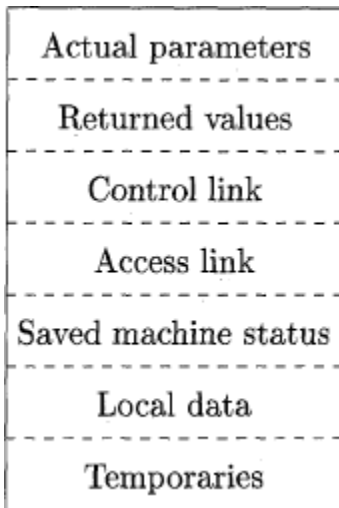 Actual parameters
Returned values
Control link
Access link
Saved machine status
Local data
Temporaries